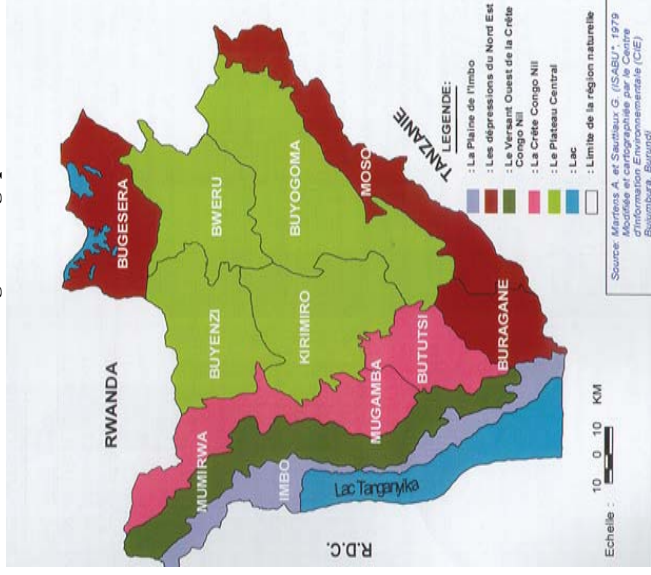 RWANDA
BUGESERA
BWERU
BUYENZI
BUYOGOMA
KIRIMIRO
MUMIRWA
MUGAMBA
BUTUTSI
MOSO
BURAGANE
IMBO
Lac Tanganyika
R.D.C.
TANZANIE
LEGENDE:
: La Plaine de l'Imbo
: Les dépressions du Nord Est
: Le Versant Ouest de la Crête
Congo Nil
: La Crête Congo Nil
: Le Plateau Central
: Lac
: Limite de la région naturelle
Echelle :
10 0 10 KM
Source: Martens A. et Sauttiaux G. (ISABU", 1979
Modifiée et cartographiée par le Centre
d'Information Environnementale (CIE)
Bujumbura, Burundi